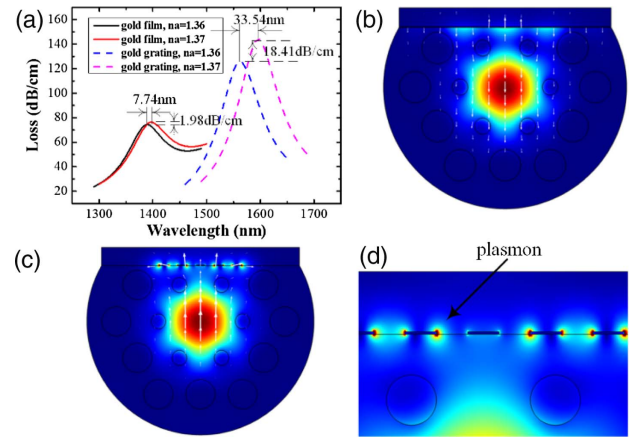 (a)
gold film, na=1.36
gold film, na=1.37
gold grating, na=1.36
gold grating, na=1.37
33.54nm
18.41dB/cm
7.74nm
1.98dB/cm
Loss (dB/cm)
160
140
120
100
80
60
40
20
1300 1400 1500 1600 1700
Wavelength (nm)
(b)
(c)
(d)
plasmon